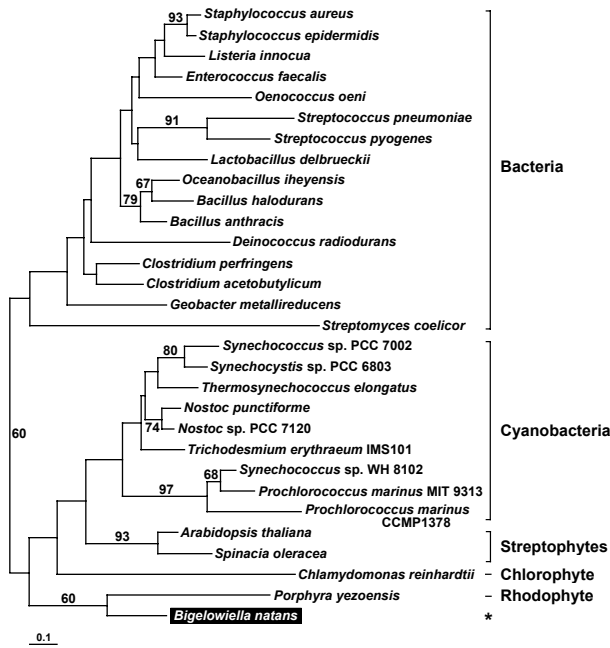 93
Staphylococcus aureus
Staphylococcus epidermidis
Listeria innocua
Enterococcus faecalis
Oenococcus oeni
91
Streptococcus pneumoniae
Streptococcus pyogenes
Lactobacillus delbrueckii
Bacteria
67
Oceanobacillus iheyensis
79
Bacillus halodurans
Bacillus anthracis
Deinococcus radiodurans
Clostridium perfringens
Clostridium acetobutylicum
Geobacter metallireducens
Streptomyces coelicor
80
Synechococcus sp. PCC 7002
Synechocystis sp. PCC 6803
Thermosynechococcus elongatus
Nostoc punctiforme
74
Nostoc sp. PCC 7120
Cyanobacteria
60
Trichodesmium erythraeum IMS101
68
Synechococcus sp. WH 8102
97
Prochlorococcus marinus MIT 9313
Prochlorococcus marinus
CCMP1378
93
Arabidopsis thaliana
Spinacia oleracea
Streptophytes
Chlamydomonas reinhardtii
Chlorophyte
60
Porphyra yezoensis
Rhodophyte
Bigelowiella natans
*
0.1